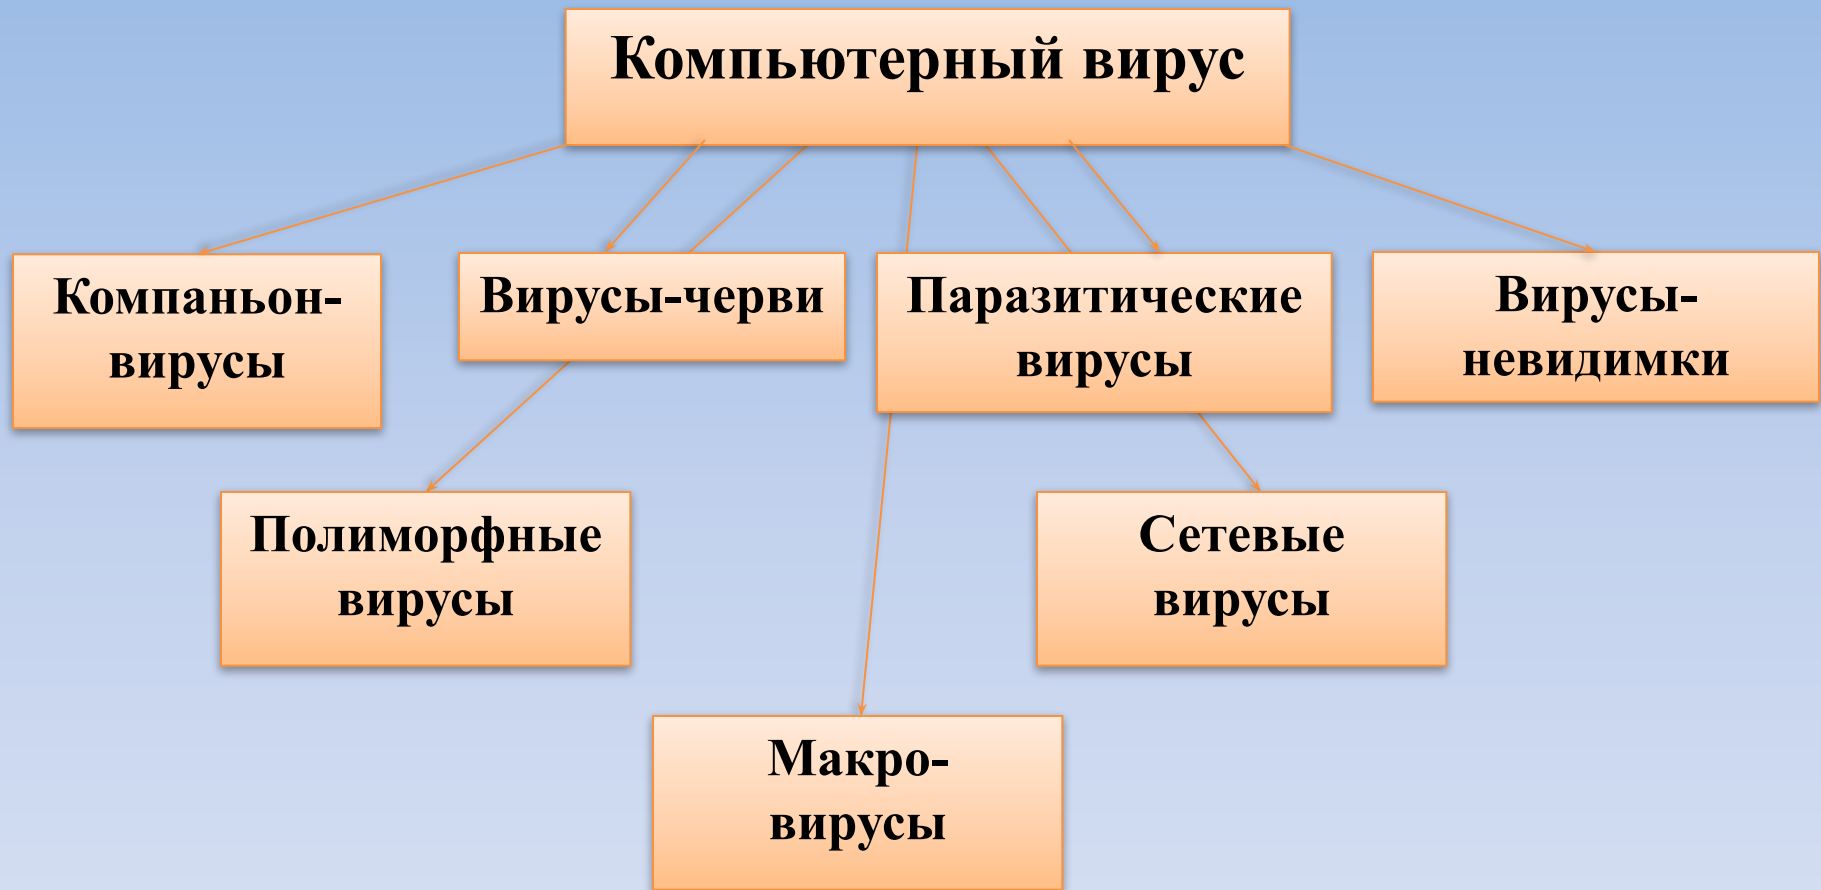 Компьютерный вирус
Компаньон-
вирусы
Вирусы-черви
Паразитические
вирусы
Вирусы-
невидимки
Полиморфные
вирусы
Сетевые
вирусы
Макро-
вирусы